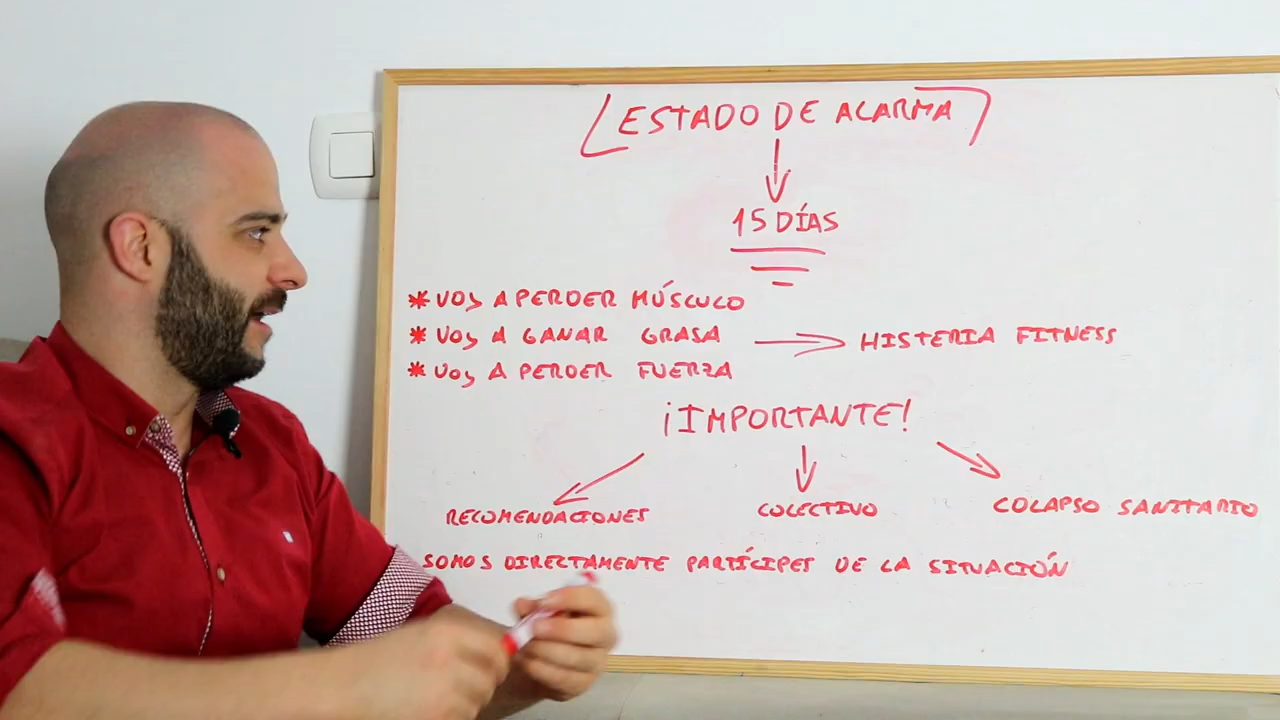 ESTADO DE ALARMA
15 DÍAS
* VOY A PERDER MÚSCULO
* VOY A GANAR GRASA
HISTERIA FITNESS
* VOY A PERDER FUERZA
¡IMPORTANTE!
RECOMENDACIONES
COLECTIVO
COLAPSO SANITARIO
SOMOS DIRECTAMENTE PARTÍCIPES DE LA SITUACIÓN